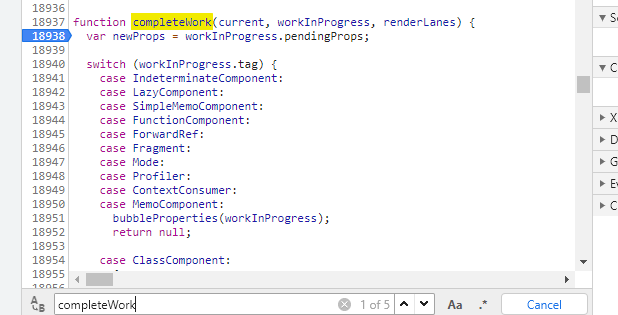 18936
18937 function completeWork(current, workInProgress, renderLanes) {
18938 var newProps = workInProgress.pendingProps;
18939
18940 switch (workInProgress.tag) {
18941 case IndeterminateComponent:
18942 case LazyComponent:
18943 case SimpleMemoComponent:
18944 case FunctionComponent:
18945 case ForwardRef:
18946 case Fragment:
18947 case Mode:
18948 case Profiler:
18949 case ContextConsumer:
18950 case MemoComponent:
18951 bubbleProperties(workInProgress);
18952 return null;
18953
18954 case ClassComponent:
18955
completeWork 1 of 5 Aa .* Cancel
S
C
X
D
G
Ev
C